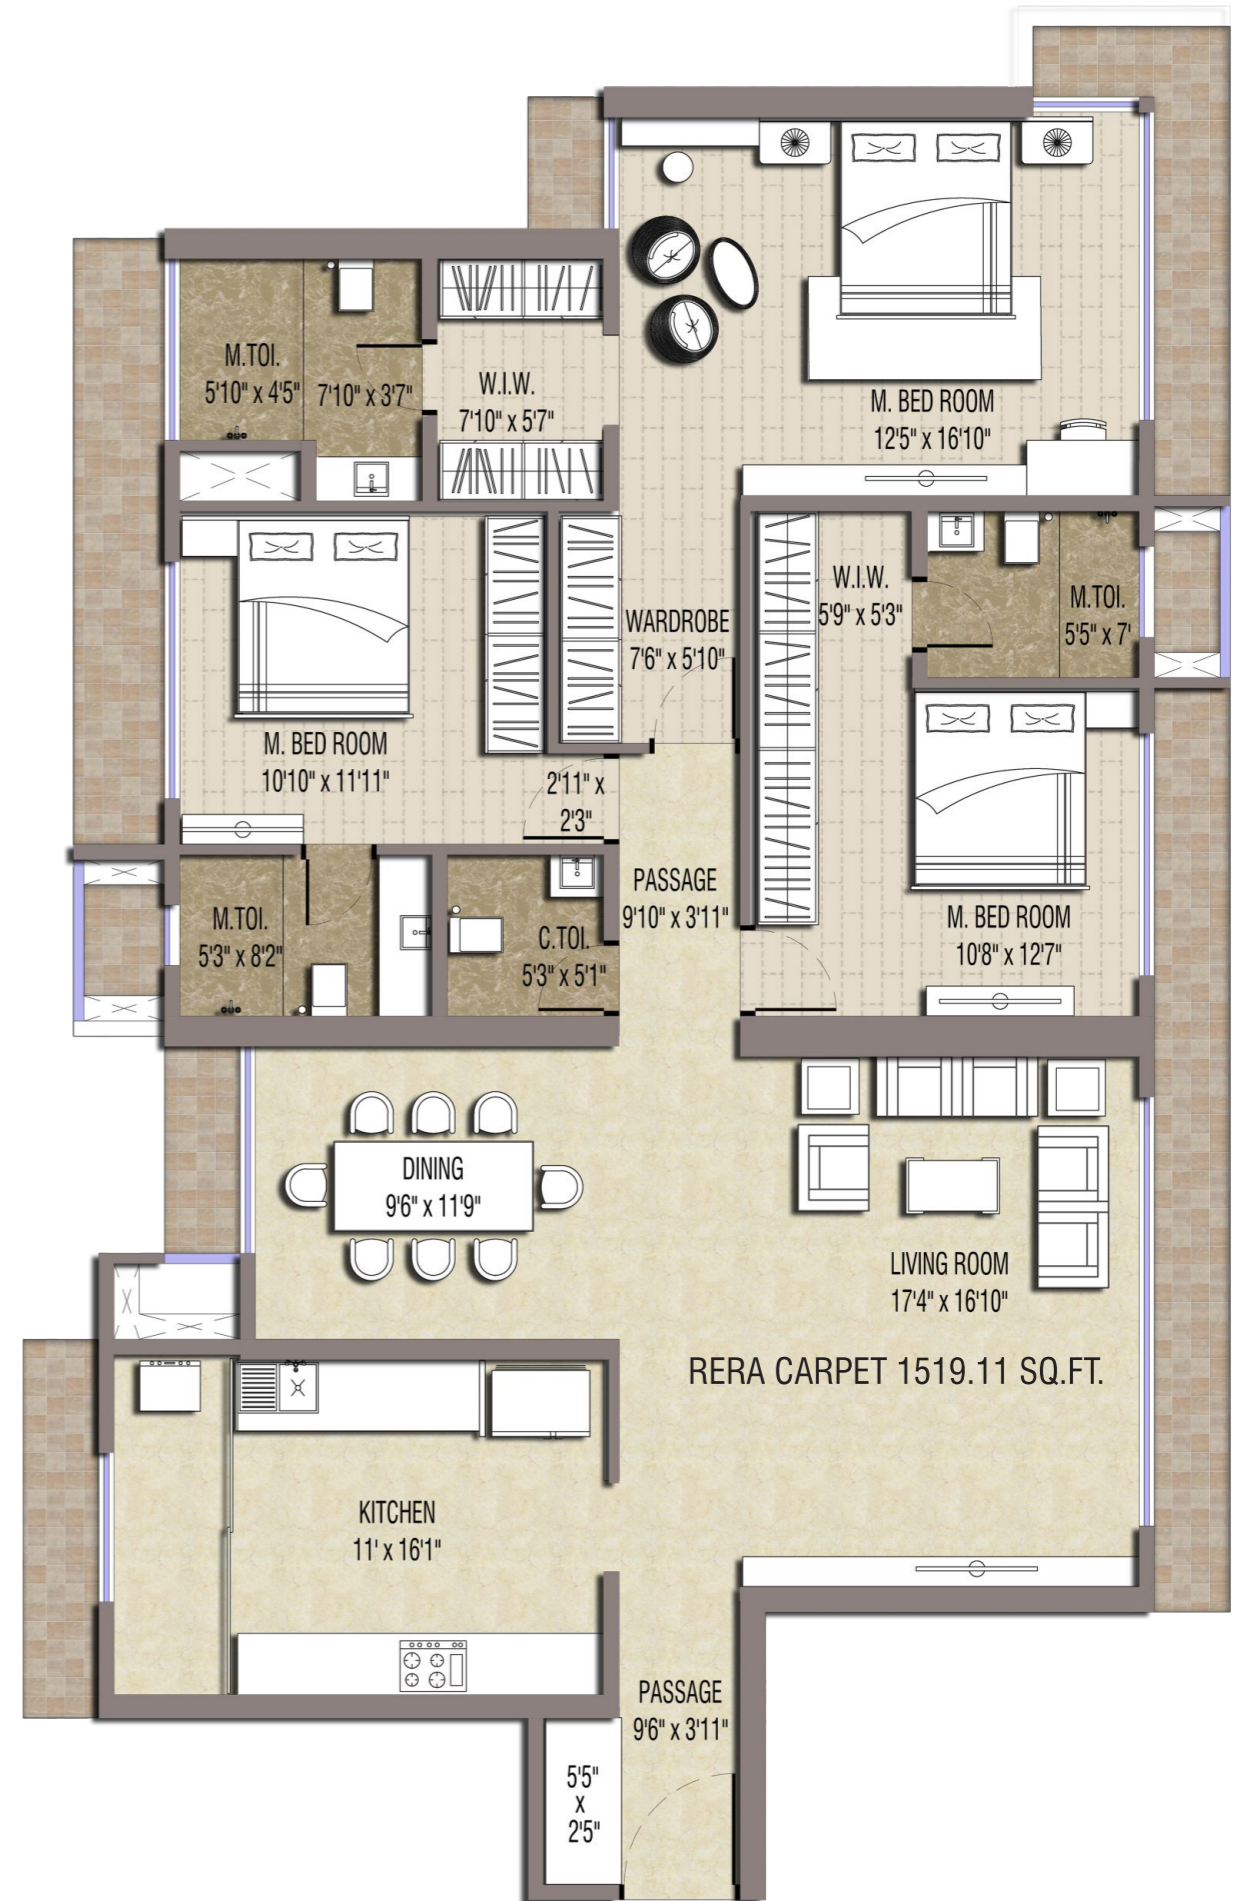 M.TOI.
5'10" x 4'5"
7'10" x 3'7"
W.I.W.
7'10" x 5'7"
M. BED ROOM
12'5" x 16'10"
WARDROBE
7'6" x 5'10"
W.I.W.
5'9" x 5'3"
M.TOI.
5'5" x 7'
M. BED ROOM
10'10" x 11'11"
2'11" x
2'3"
PASSAGE
9'10" x 3'11"
M. BED ROOM
10'8" x 12'7"
M.TOI.
5'3" x 8'2"
C.TOI.
5'3" x 5'1"
DINING
9'6" x 11'9"
LIVING ROOM
17'4" x 16'10"
RERA CARPET 1519.11 SQ.FT.
KITCHEN
11' x 16'1"
PASSAGE
9'6" x 3'11"
5'5"
X
2'5"